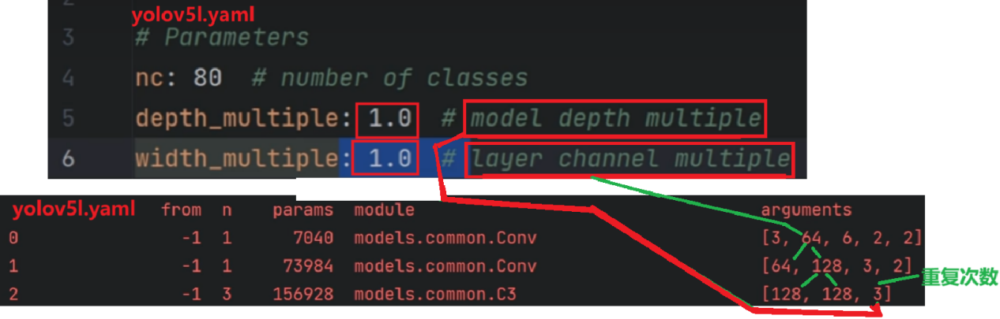 2
yolov5l.yaml
3 # Parameters
4 nc: 80 # number of classes
5 depth_multiple: 1.0 # model depth multiple
6 width_multiple: 1.0 # layer channel multiple
yolov5l.yaml from n params module arguments
0 -1 1 7040 models.common.Conv [3, 64, 6, 2, 2]
1 -1 1 73984 models.common.Conv [64, 128, 3, 2]
重复次数
2 -1 3 156928 models.common.C3 [128, 128, 3]